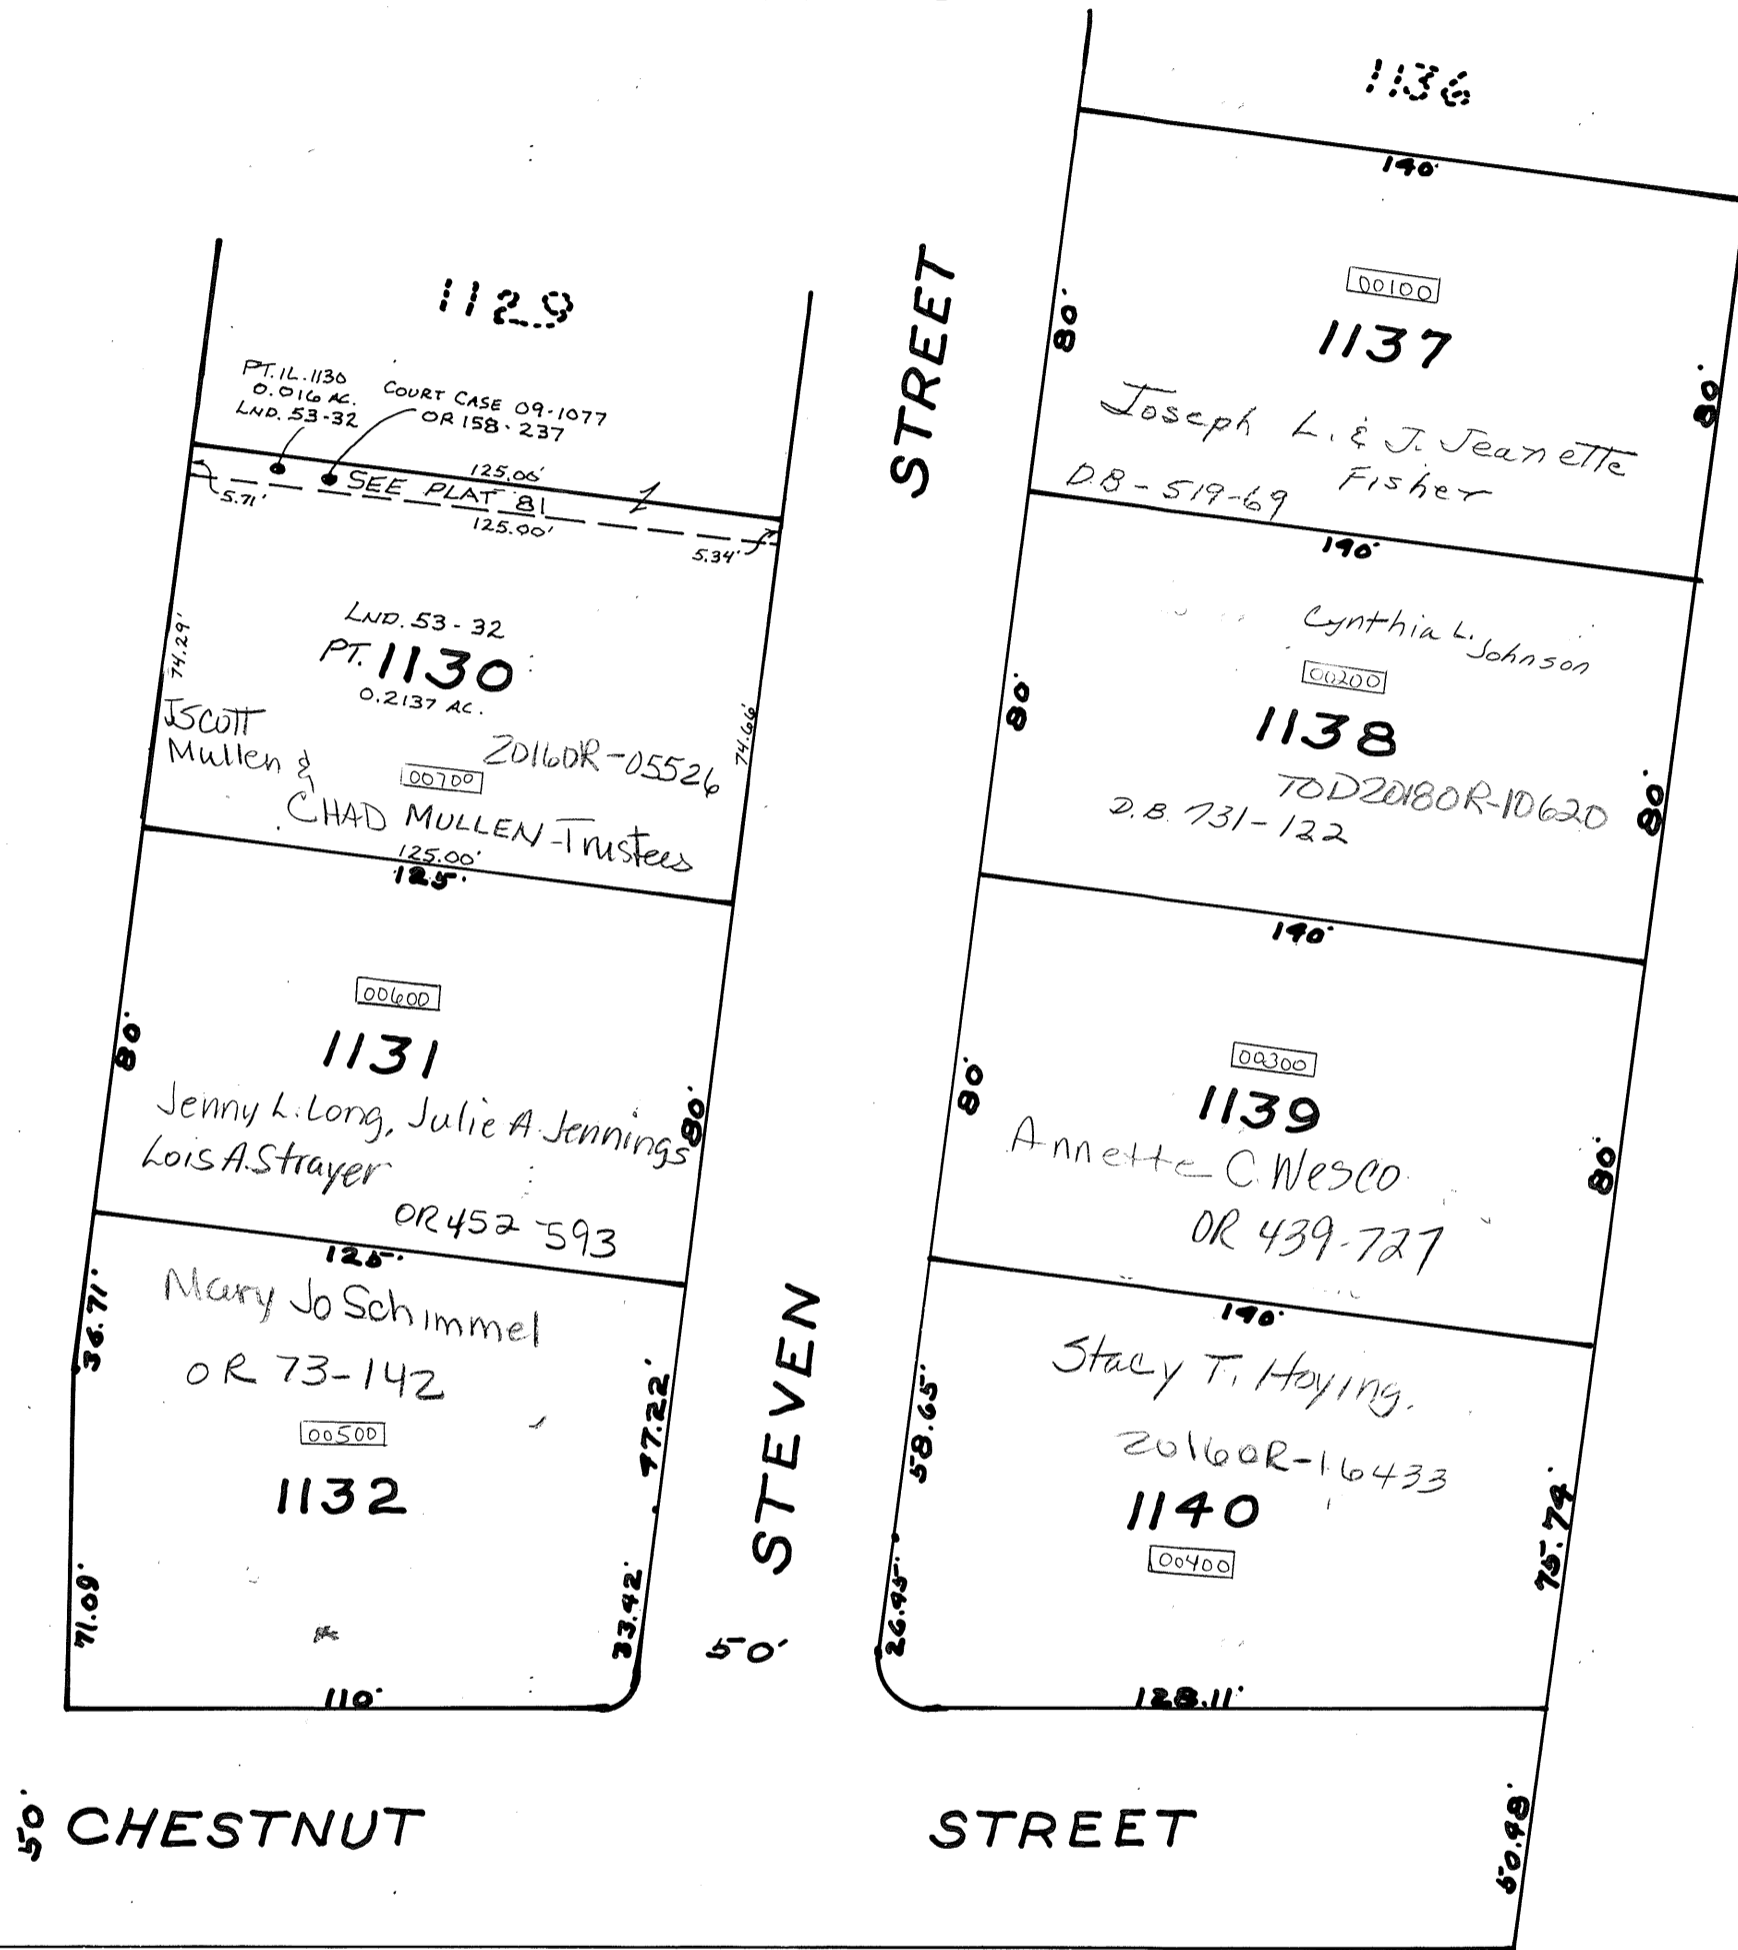 1129
PT. IL. 1130
0.016 AC.
LND. 53-32
COURT CASE 09-1077
OR 158-237
125.00'
SEE PLAT 81
5.71'
125.00'
5.34'
74.29'
LND. 53-32
PT. 1130
0.2137 AC.
74.66'
J SCOTT
Mullen &
2016OR-05526
00700
CHAD MULLEN-Trustees
125.00'
125'
00600
80'
1131
Jenny L. Long, Julie A. Jennings
80'
Lois A. Strayer
OR 452-593
125'
36.71'
Mary Jo Schimmel
OR 73-142
47.22'
00500
1132
71.09'
33.42'
110'
STEVEN STREET
50'
1136
140'
00100
80'
1137
80'
Joseph L. & J. Jeanette
Fisher
D.B - 519-69
140'
Cynthia L. Johnson
00200
80'
1138
TOD2018OR-10620
80'
D.B. 731-122
140'
00300
80'
1139
80'
Annette C. Wesco
OR 439-727
140'
Stacy T. Hoying.
58.65'
2016OR-16433
1140
75.74'
00400
26.45'
128.11'
50'
CHESTNUT STREET
50.48'